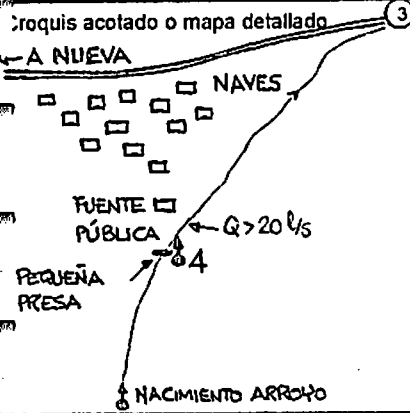 Croquis acotado o mapa detallado
3
← A NUEVA
NAVES
FUENTE
PÚBLICA
Q>20 l/s
4
PEQUEÑA
PRESA
NACIMIENTO ARROYO